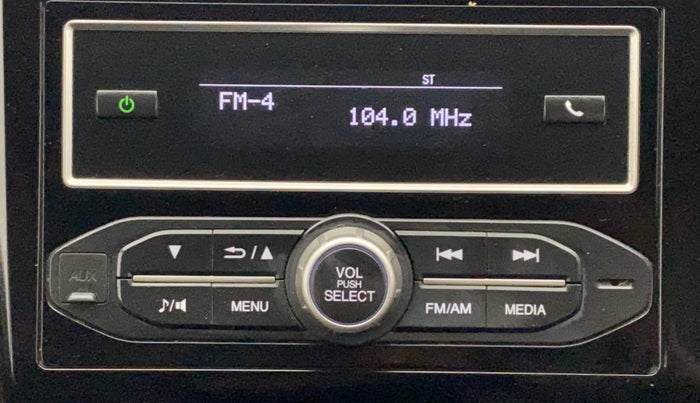 ST
FM-4
104.0 MHz
AUX
VOL
PUSH
SELECT
MENU
FM/AM
MEDIA